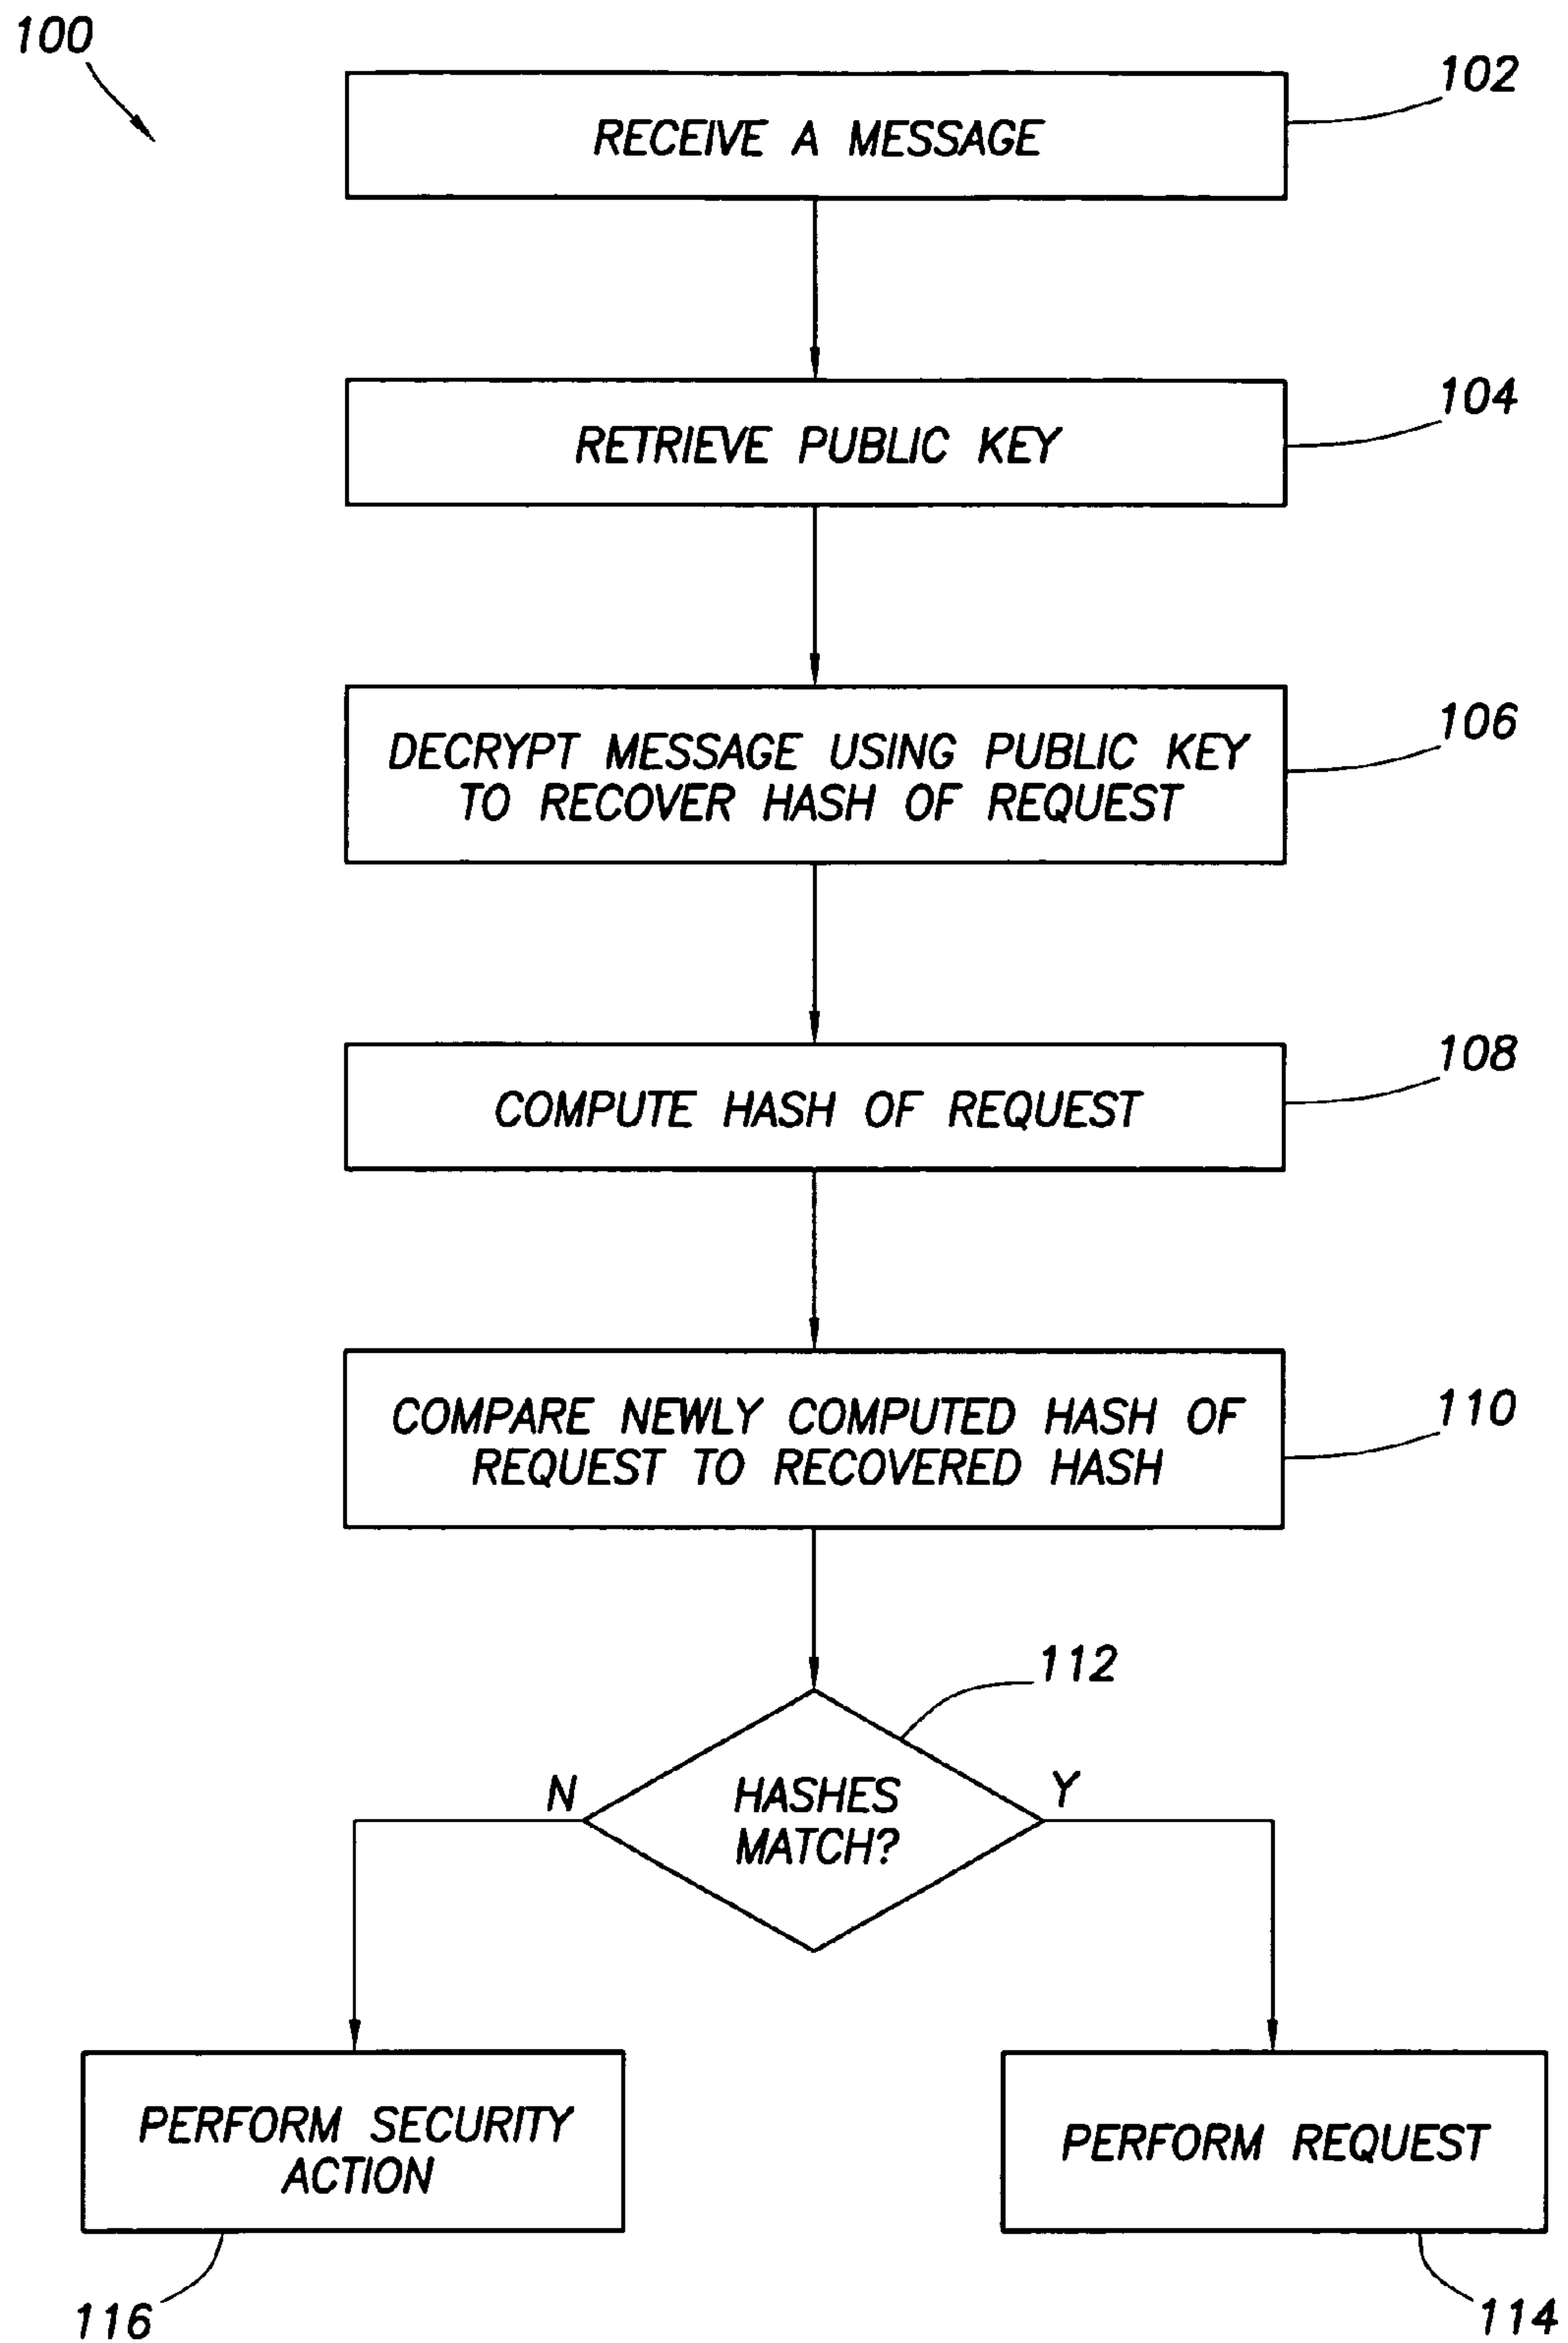 100
102
RECEIVE A MESSAGE
104
RETRIEVE PUBLIC KEY
106
DECRYPT MESSAGE USING PUBLIC KEY
TO RECOVER HASH OF REQUEST
108
COMPUTE HASH OF REQUEST
110
COMPARE NEWLY COMPUTED HASH OF
REQUEST TO RECOVERED HASH
112
N
HASHES
MATCH?
Y
PERFORM SECURITY
ACTION
PERFORM REQUEST
116
114